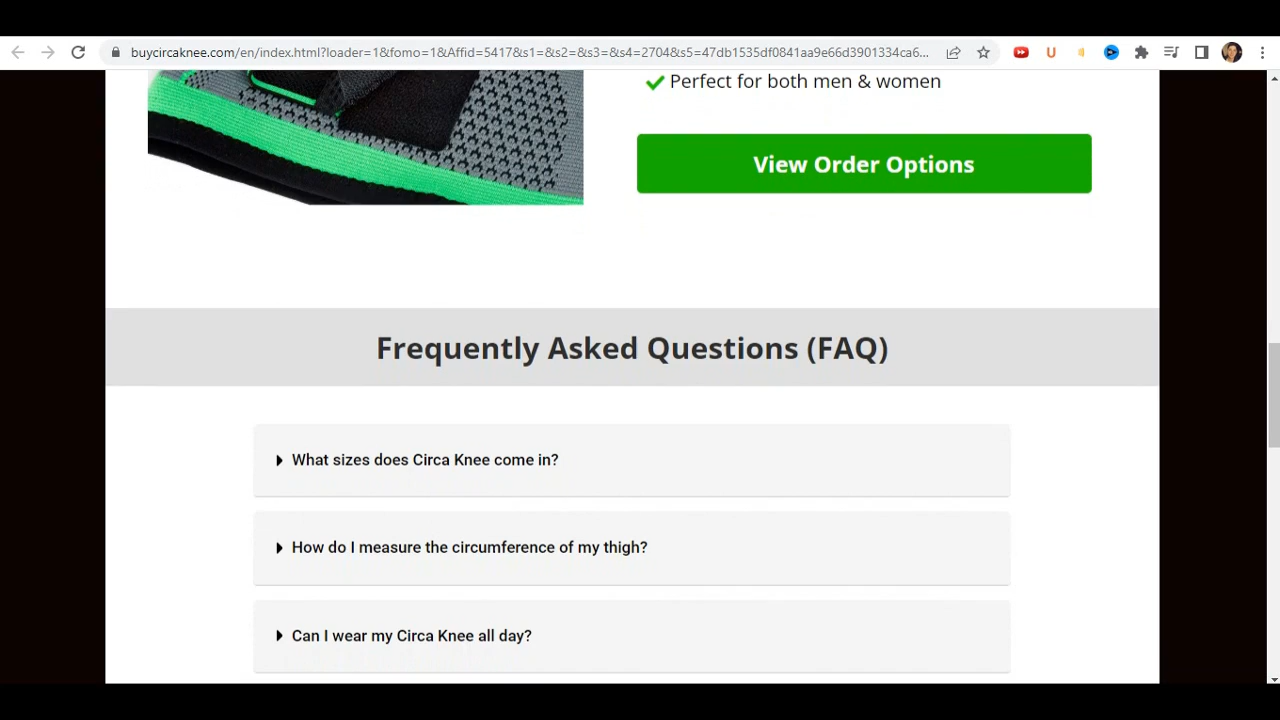 buycircaknee.com/en/index.html?loader=1&fomo=1&Affid=5417&s1=&s2=&s3=&s4=2704&s5=47db1535df0841aa9e66d3901334ca6...
Perfect for both men & women
View Order Options
Frequently Asked Questions (FAQ)
What sizes does Circa Knee come in?
How do I measure the circumference of my thigh?
Can I wear my Circa Knee all day?